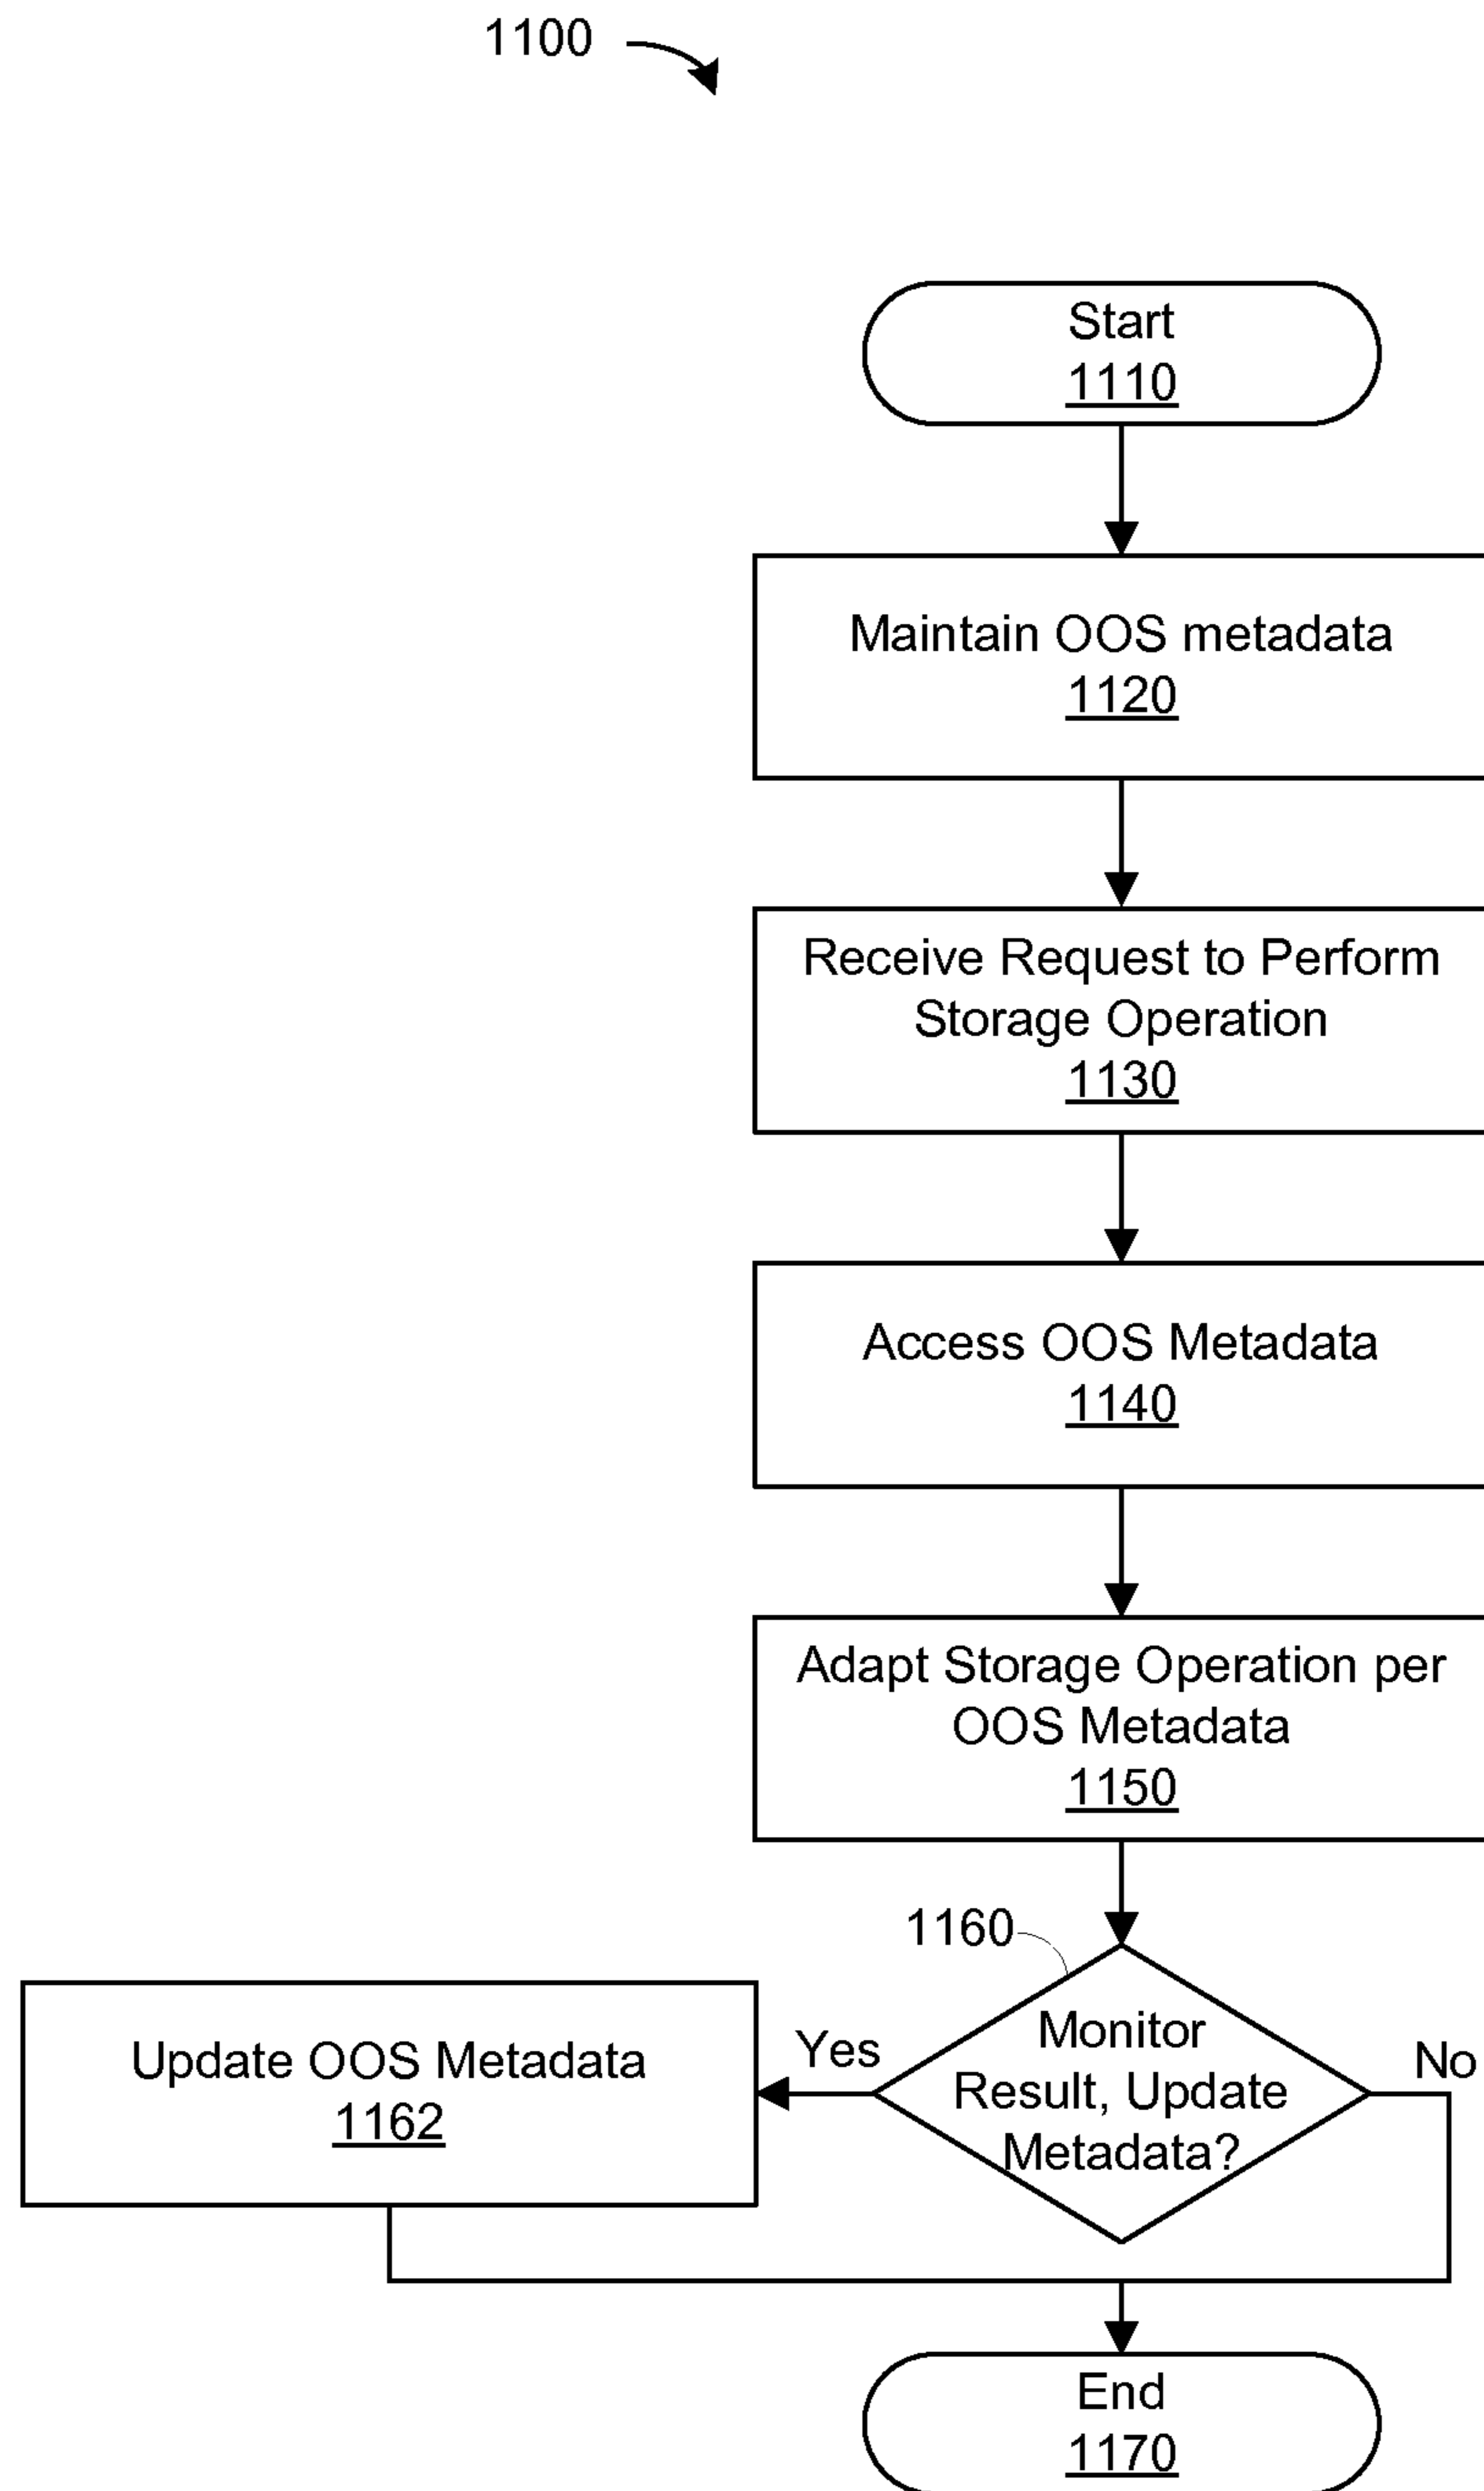 1100
Start
1110
Maintain OOS metadata
1120
Receive Request to Perform
Storage Operation
1130
Access OOS Metadata
1140
Adapt Storage Operation per
OOS Metadata
1150
1160
Monitor
Result, Update
Metadata?
Yes
No
Update OOS Metadata
1162
End
1170